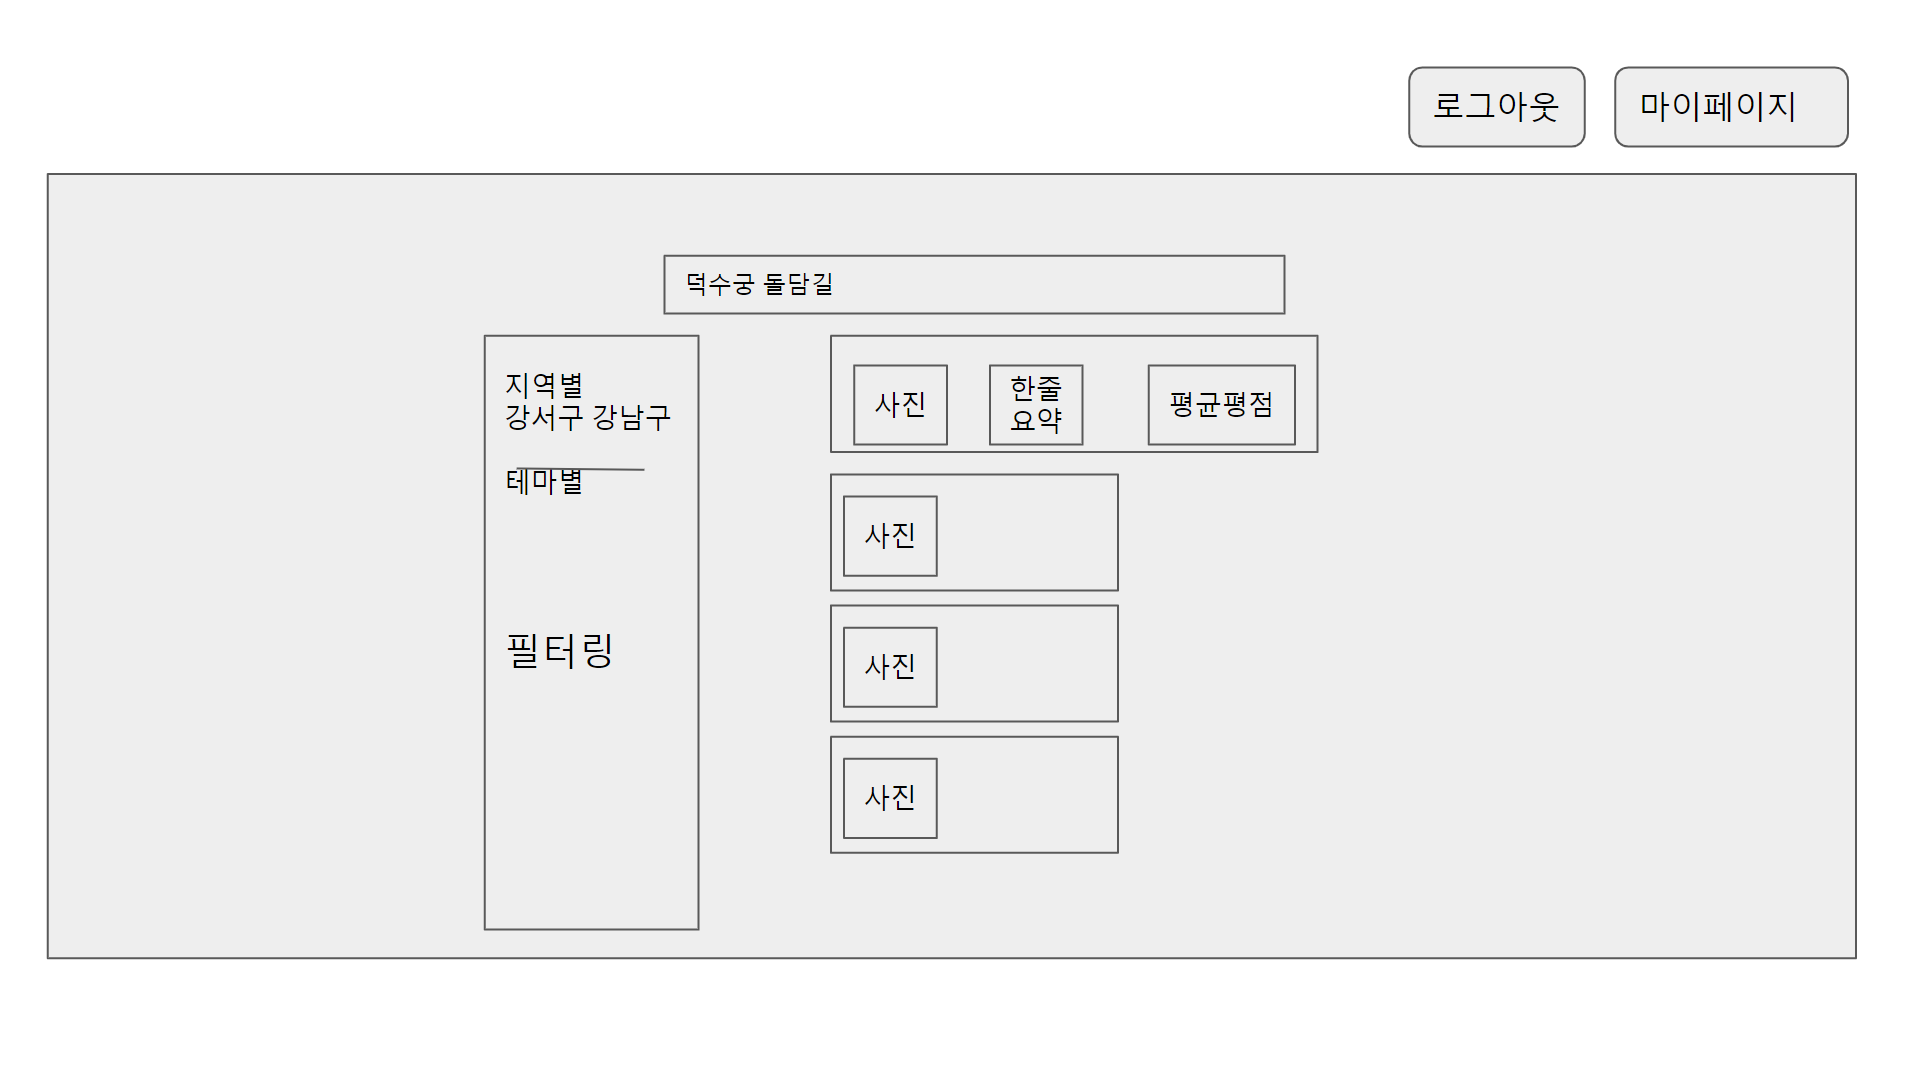 로그아웃
마이페이지
덕수궁 돌담길
지역별
강서구 강남구
테마별
필터링
사진
한줄
요약
평균평점
사진
사진
사진